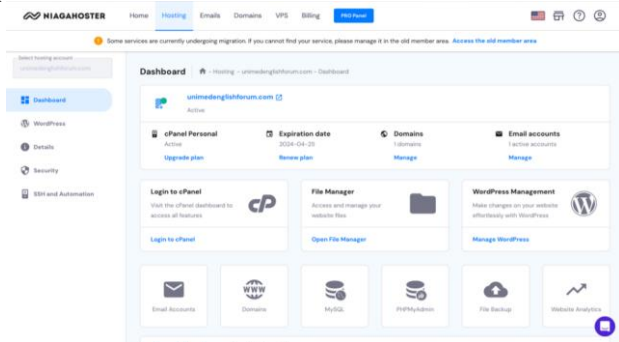 NIAGAHOSTER Home Hosting Emails Domains VPS Billing PRO Panel
Some services are currently undergoing migration. If you cannot find your service, please manage it in the old member area. Access the old member area
Select hosting account
unimedenglishforum.com
Dashboard
WordPress
Details
Security
SSH and Automation
Dashboard - Hosting - unimedenglishforum.com - Dashboard
unimedenglishforum.com
Active
cPanel Personal
Active
Upgrade plan
Expiration date
2024-04-20
Renew plan
Domains
1 domains
Manage
Email accounts
1 active accounts
Manage
Login to cPanel
Visit the cPanel dashboard to
access all features
cP
Login to cPanel
File Manager
Access and manage your
website files
Open File Manager
WordPress Management
Make changes on your website
effortlessly with WordPress
Manage WordPress
Email Accounts
WWW
Domains
MySQL
PHPMyAdmin
File Backup
Website Analytics